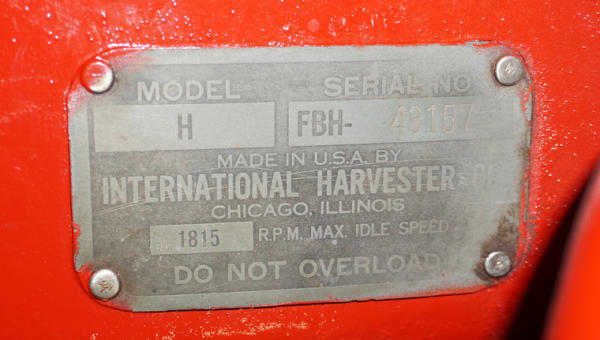 MODEL SERIAL NO
H FBH- 43157
MADE IN U.S.A. BY
INTERNATIONAL HARVESTER CO
CHICAGO, ILLINOIS
1815 R.P.M. MAX. IDLE SPEED
DO NOT OVERLOAD